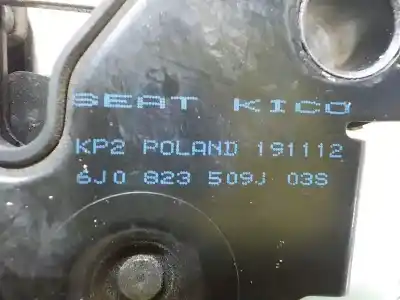 SEAT KICO
KP2 POLAND 191112
6J0 823 509J 03S